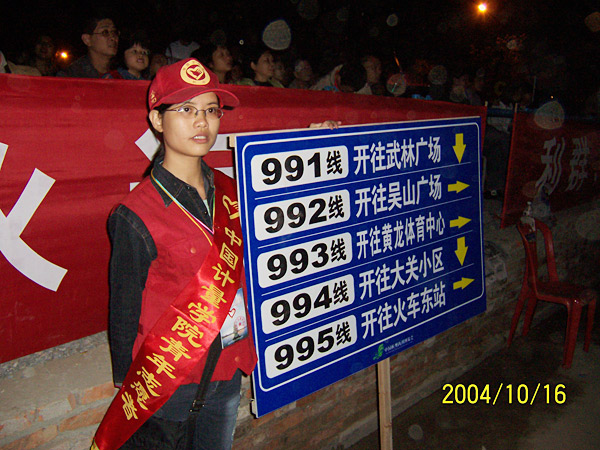 991线 开往武林广场
992线 开往吴山广场
993线 开往黄龙体育中心
994线 开往大关小区
995线 开往火车东站
中国计量学院青年志愿者
利群
2004/10/16